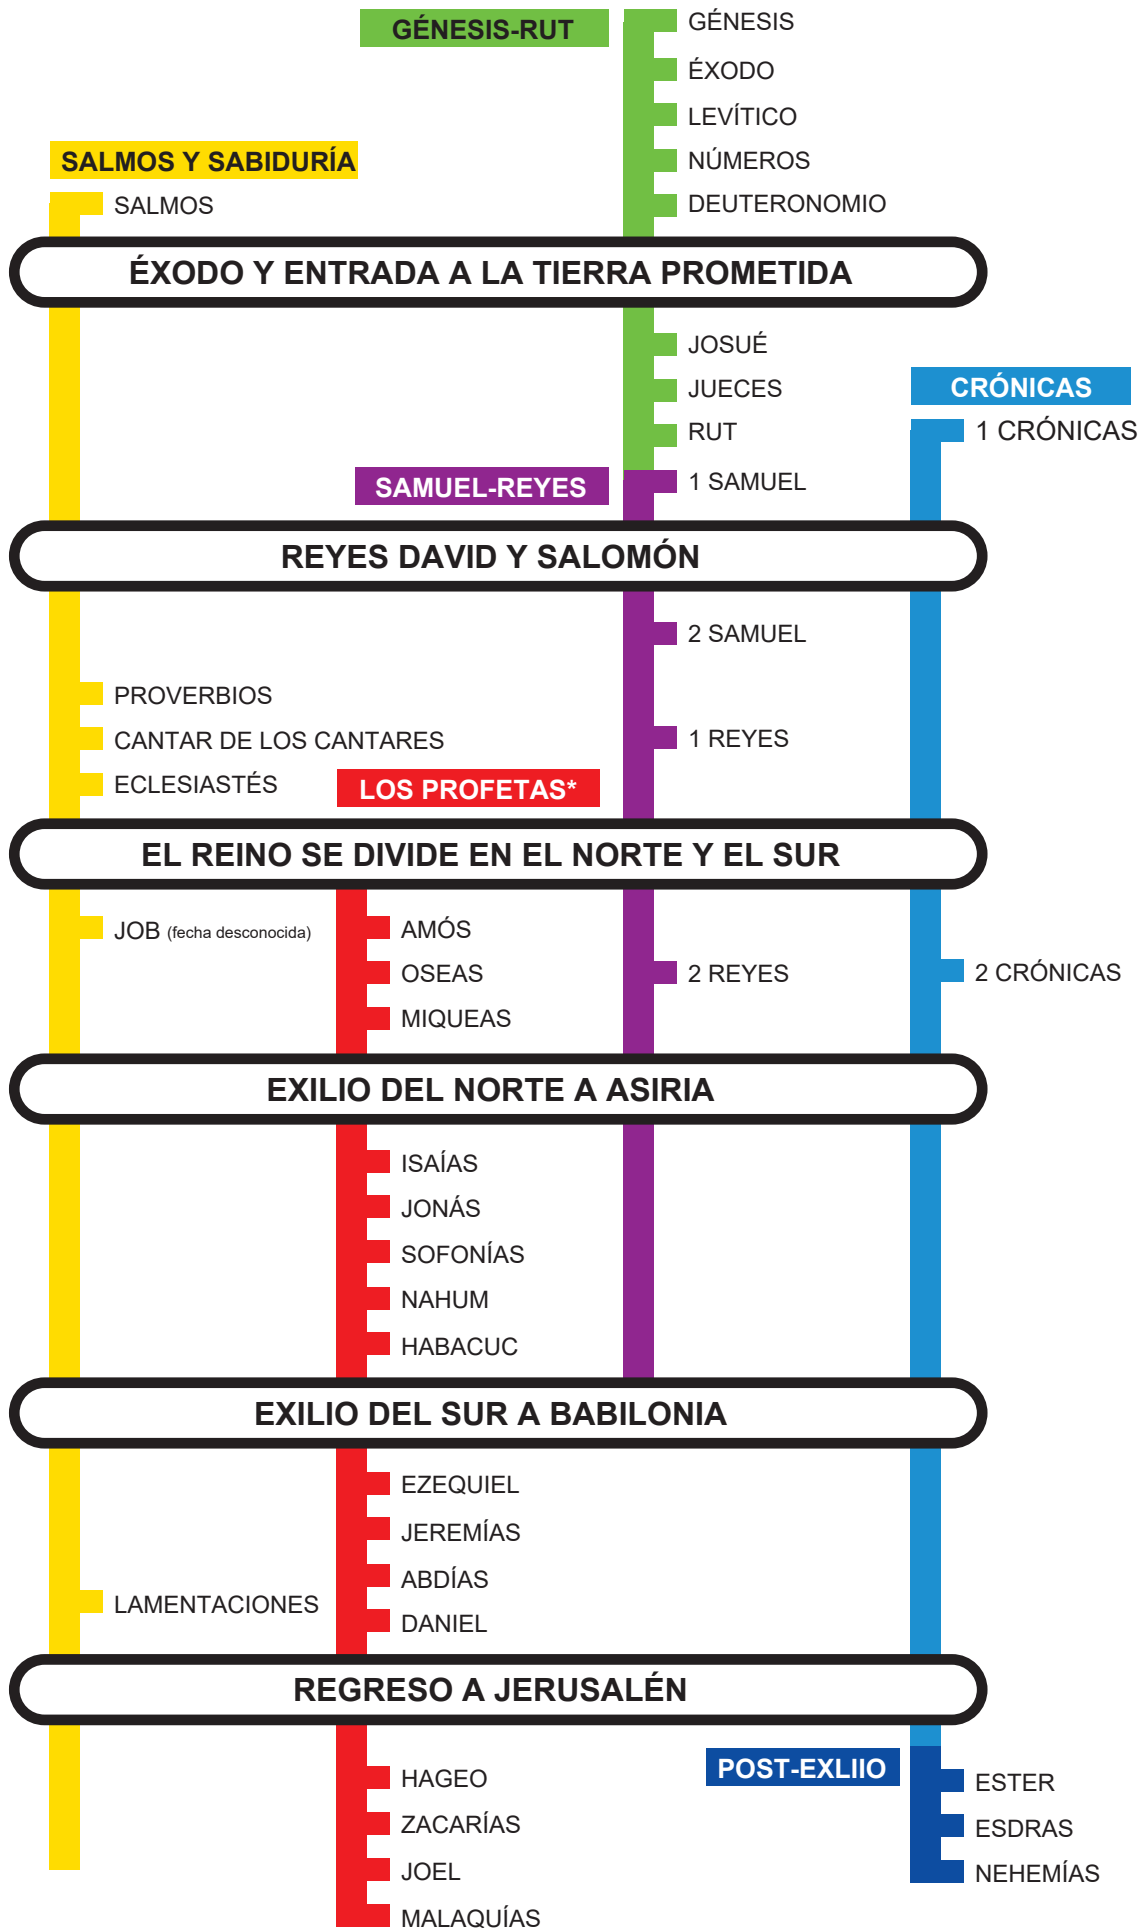 GÉNESIS-RUT
GÉNESIS
ÉXODO
LEVÍTICO
NÚMEROS
DEUTERONOMIO
SALMOS Y SABIDURÍA
SALMOS
ÉXODO Y ENTRADA A LA TIERRA PROMETIDA
JOSUÉ
JUECES
RUT
CRÓNICAS
1 CRÓNICAS
SAMUEL-REYES
1 SAMUEL
REYES DAVID Y SALOMÓN
2 SAMUEL
PROVERBIOS
CANTAR DE LOS CANTARES
ECLESIASTÉS
1 REYES
LOS PROFETAS*
EL REINO SE DIVIDE EN EL NORTE Y EL SUR
JOB (fecha desconocida)
AMÓS
OSEAS
MIQUEAS
2 REYES
2 CRÓNICAS
EXILIO DEL NORTE A ASIRIA
ISAÍAS
JONÁS
SOFONÍAS
NAHUM
HABACUC
EXILIO DEL SUR A BABILONIA
EZEQUIEL
JEREMÍAS
ABDÍAS
DANIEL
LAMENTACIONES
REGRESO A JERUSALÉN
HAGEO
ZACARÍAS
JOEL
MALAQUÍAS
POST-EXLIIO
ESTER
ESDRAS
NEHEMÍAS